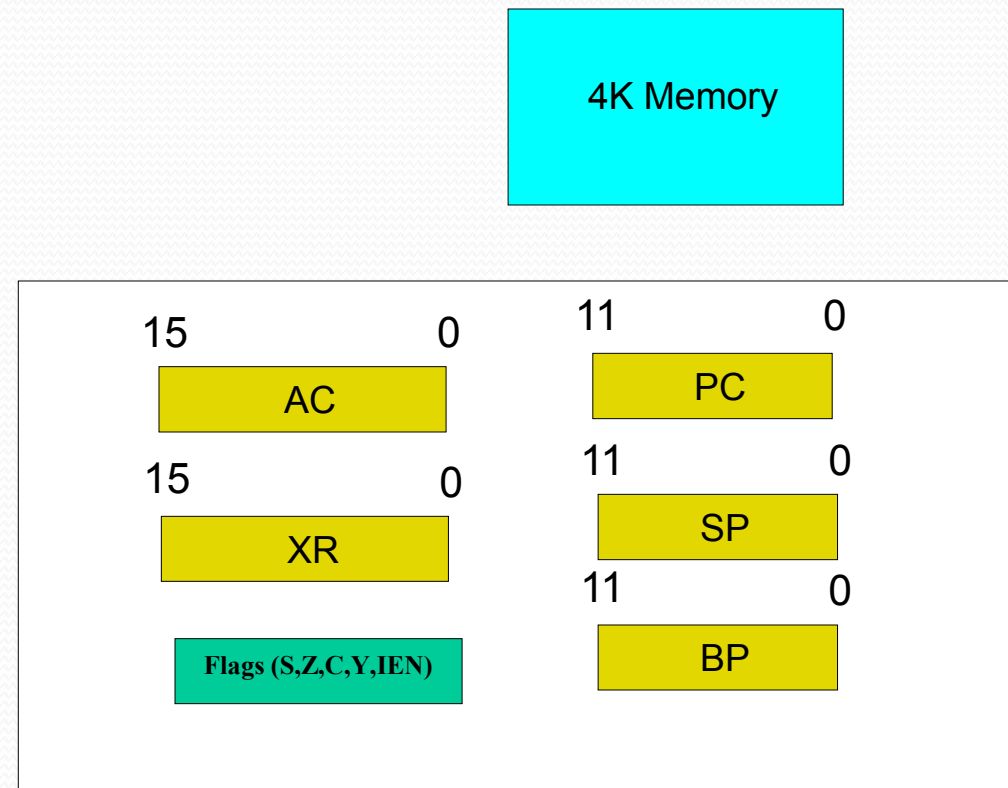 4K Memory
15 0
AC
11 0
PC
15 0
XR
11 0
SP
Flags (S,Z,C,Y,IEN)
11 0
BP